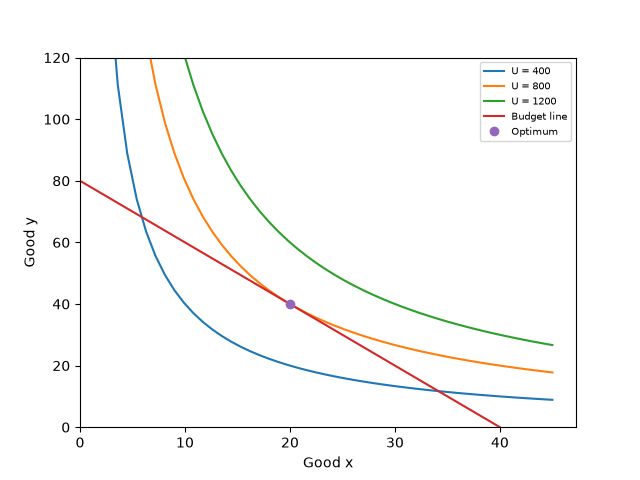 120
100
80
60
40
20
0
Good y
0 10 20 30 40
Good x
U = 400
U = 800
U = 1200
Budget line
Optimum